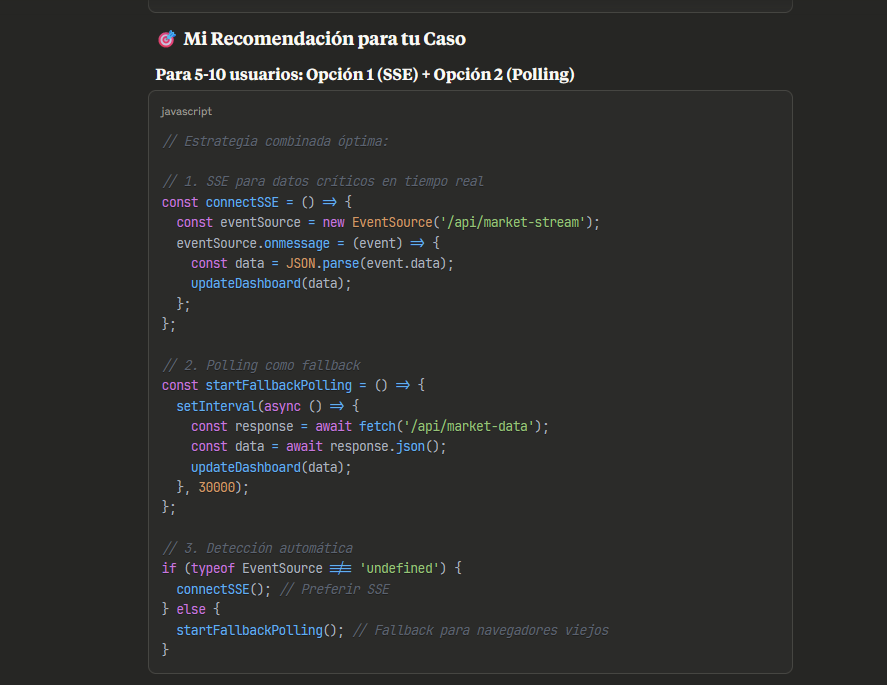 🎯 Mi Recomendación para tu Caso
Para 5-10 usuarios: Opción 1 (SSE) + Opción 2 (Polling)
javascript
// Estrategia combinada óptima:
// 1. SSE para datos críticos en tiempo real
const connectSSE = () => {
  const eventSource = new EventSource('/api/market-stream');
  eventSource.onmessage = (event) => {
    const data = JSON.parse(event.data);
    updateDashboard(data);
  };
};
// 2. Polling como fallback
const startFallbackPolling = () => {
  setInterval(async () => {
    const response = await fetch('/api/market-data');
    const data = await response.json();
    updateDashboard(data);
  }, 30000);
};
// 3. Detección automática
if (typeof EventSource !== 'undefined') {
  connectSSE(); // Preferir SSE
} else {
  startFallbackPolling(); // Fallback para navegadores viejos
}